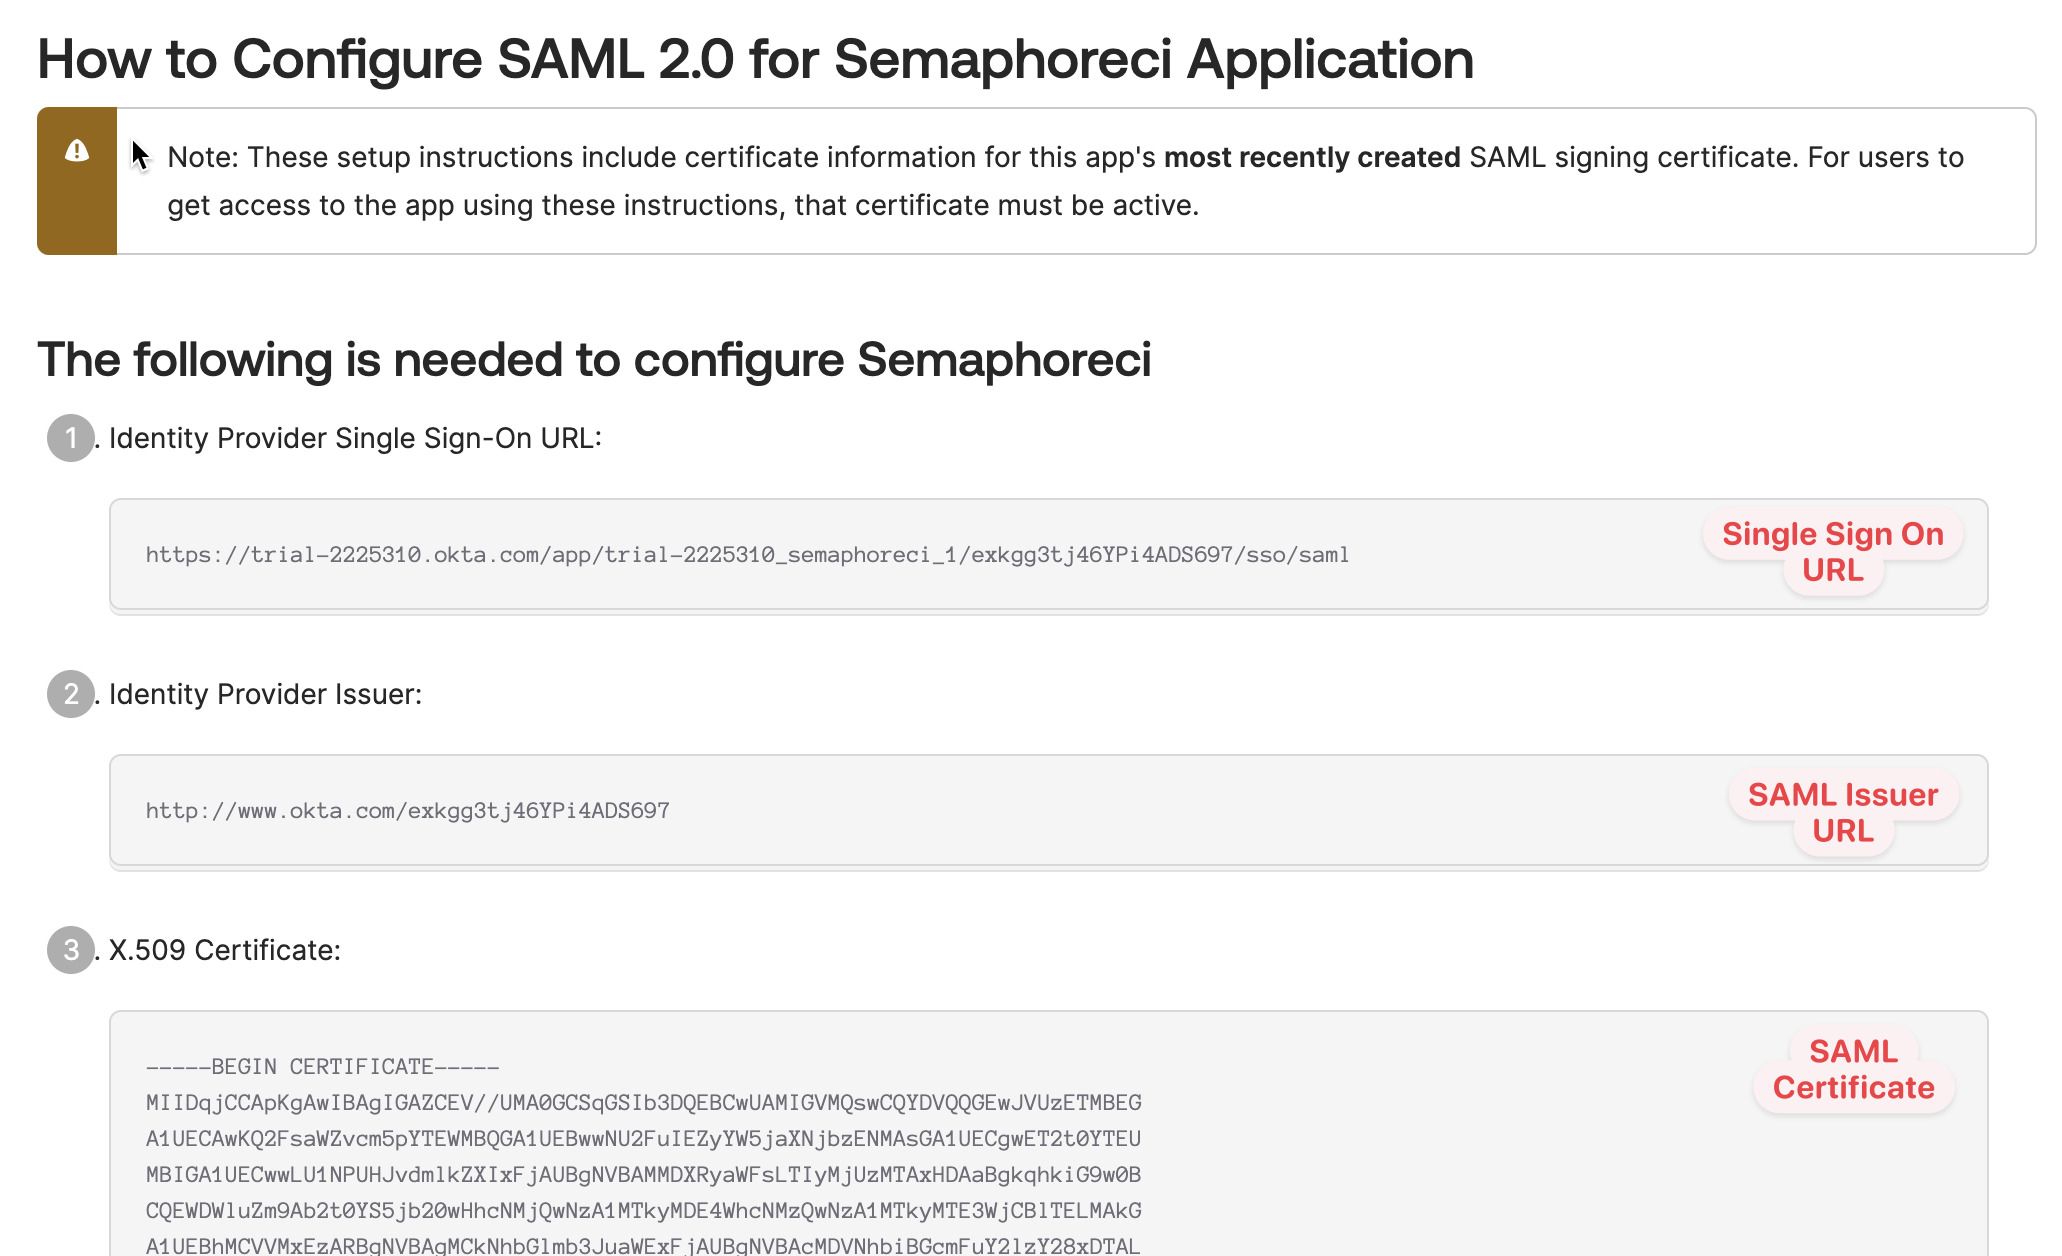 How to Configure SAML 2.0 for Semaphoreci Application
Note: These setup instructions include certificate information for this app's most recently created SAML signing certificate. For users to
get access to the app using these instructions, that certificate must be active.
The following is needed to configure Semaphoreci
1. Identity Provider Single Sign-On URL:
https://trial-2225310.okta.com/app/trial-2225310_semaphoreci_1/exkgg3tj46YPi4ADS697/sso/saml
Single Sign On
URL
2. Identity Provider Issuer:
http://www.okta.com/exkgg3tj46YPi4ADS697
SAML Issuer
URL
3. X.509 Certificate:
SAML
Certificate
-----BEGIN CERTIFICATE-----
MIIDqjCCApKgAwIBAgIGAZCEV//UMA0GCSqGSIb3DQEBCwUAMIGVMQswCQYDVQQGEwJVUzETMBEG
A1UECAwKQ2FsaWZvcm5pYTEWMBQGA1UEBwwNU2FuIEZyYW5jaXNjbzENMAsGA1UECgwET2t0YTEU
MBIGA1UECwwLU1NPUHJvdmlkZXIxFjAUBgNVBAMMDXRyaWFsLTIyMjUzMTAxHDAaBgkqhkiG9w0B
CQEWDWluZm9Ab2t0YS5jb20wHhcNMjQwNzA1MTkyMDE4WhcNMzQwNzA1MTkyMTE3WjCBlTELMAkG
A1UEBhMCVVMxEzARBgNVBAgMCkNhbGlmb3JuaWExFjAUBgNVBAcMDVNhbiBGcmFuY2lzY28xDTAL